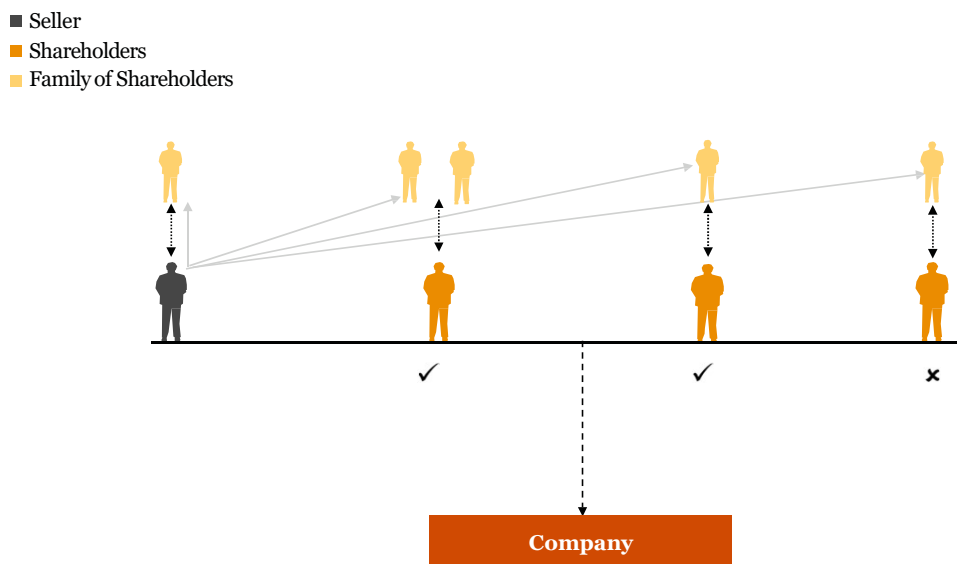 Seller
Shareholders
Family of Shareholders
✓ ✓ ✘
Company